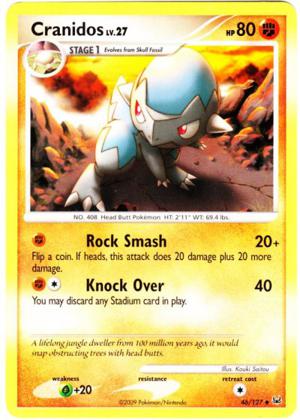 Cranidos LV.27 HP 80
STAGE 1 Evolves from Skull Fossil
Illus. Kouki Saitou
NO. 408 Head Butt Pokémon HT: 2'11" WT: 69.4 lbs.
Rock Smash 20+
Flip a coin. If heads, this attack does 20 damage plus 20 more
damage.
Knock Over 40
You may discard any Stadium card in play.
A lifelong jungle dweller from 100 million years ago, it would
snap obstructing trees with head butts.
weakness resistance retreat cost
+20
©2009 Pokémon/Nintendo 46/127